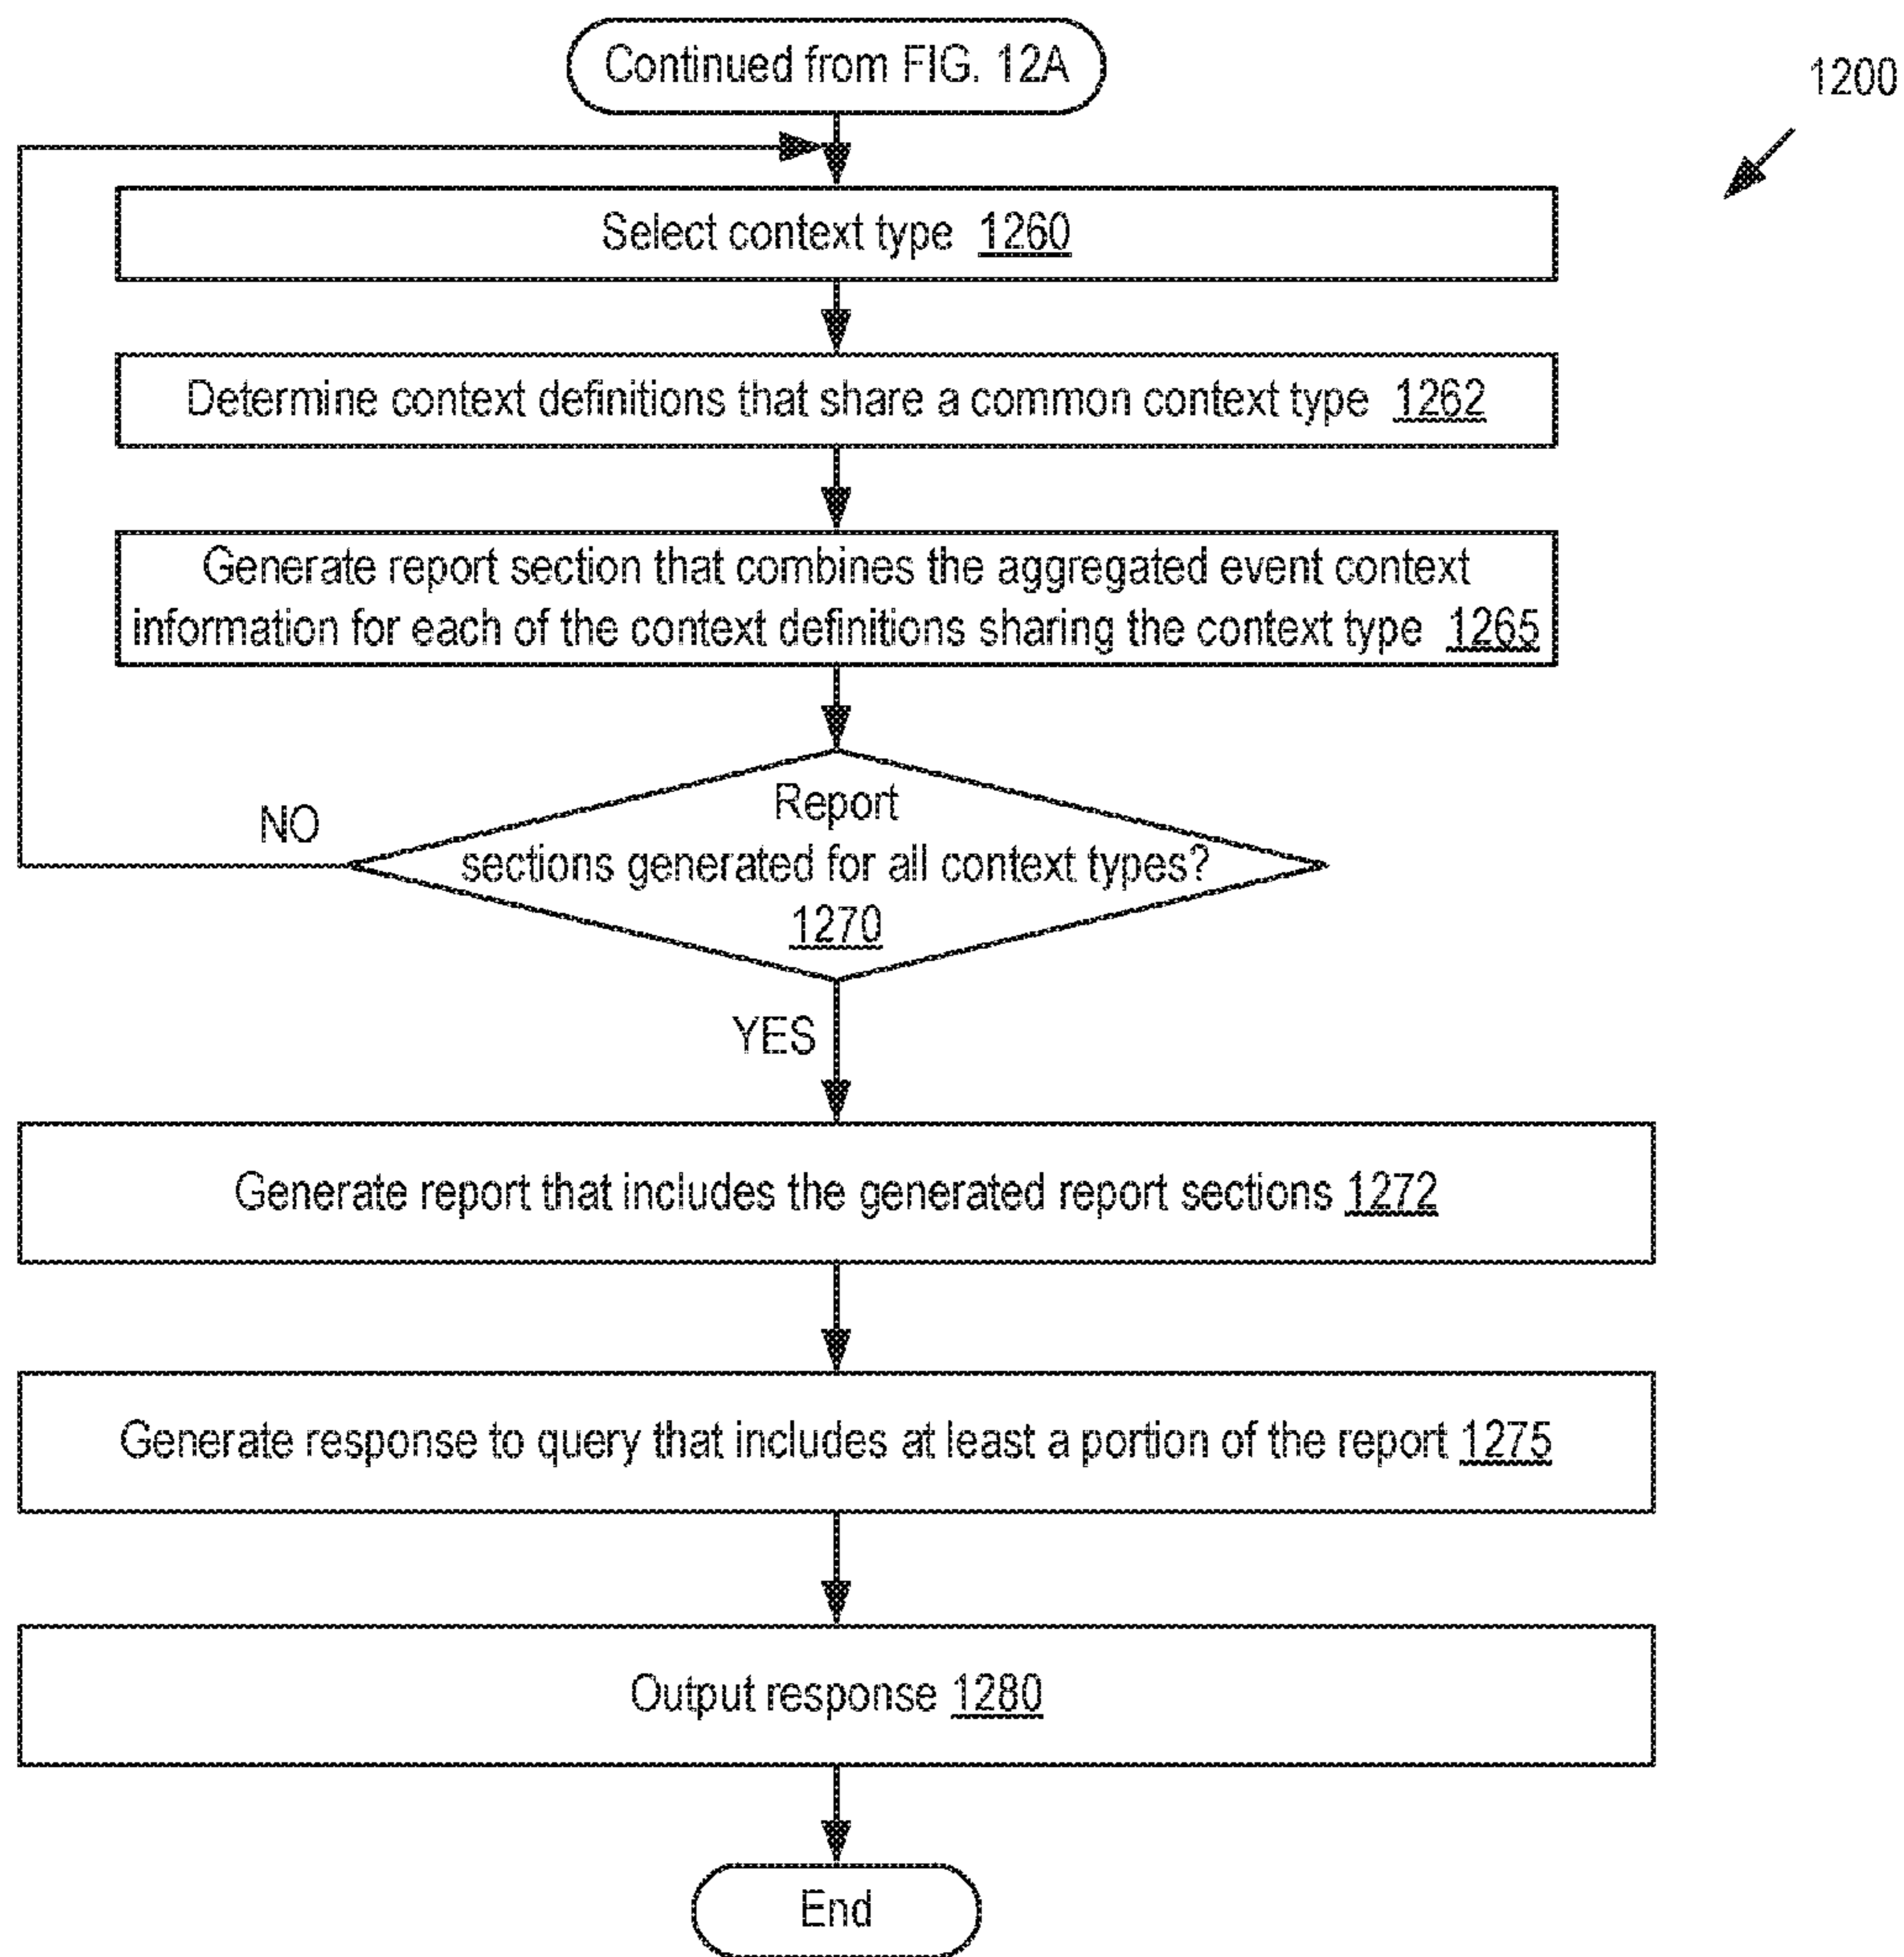 Continued from FIG. 12A
1200
Select context type 1260
Determine context definitions that share a common context type 1262
Generate report section that combines the aggregated event context
information for each of the context definitions sharing the context type 1265
Report
sections generated for all context types?
1270
NO
YES
Generate report that includes the generated report sections 1272
Generate response to query that includes at least a portion of the report 1275
Output response 1280
End